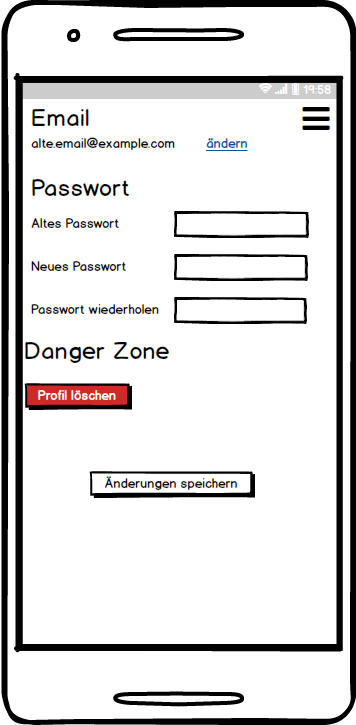 19:58
Email
alte.email@example.com ändern
Passwort
Altes Passwort
Neues Passwort
Passwort wiederholen
Danger Zone
Profil löschen
Änderungen speichern